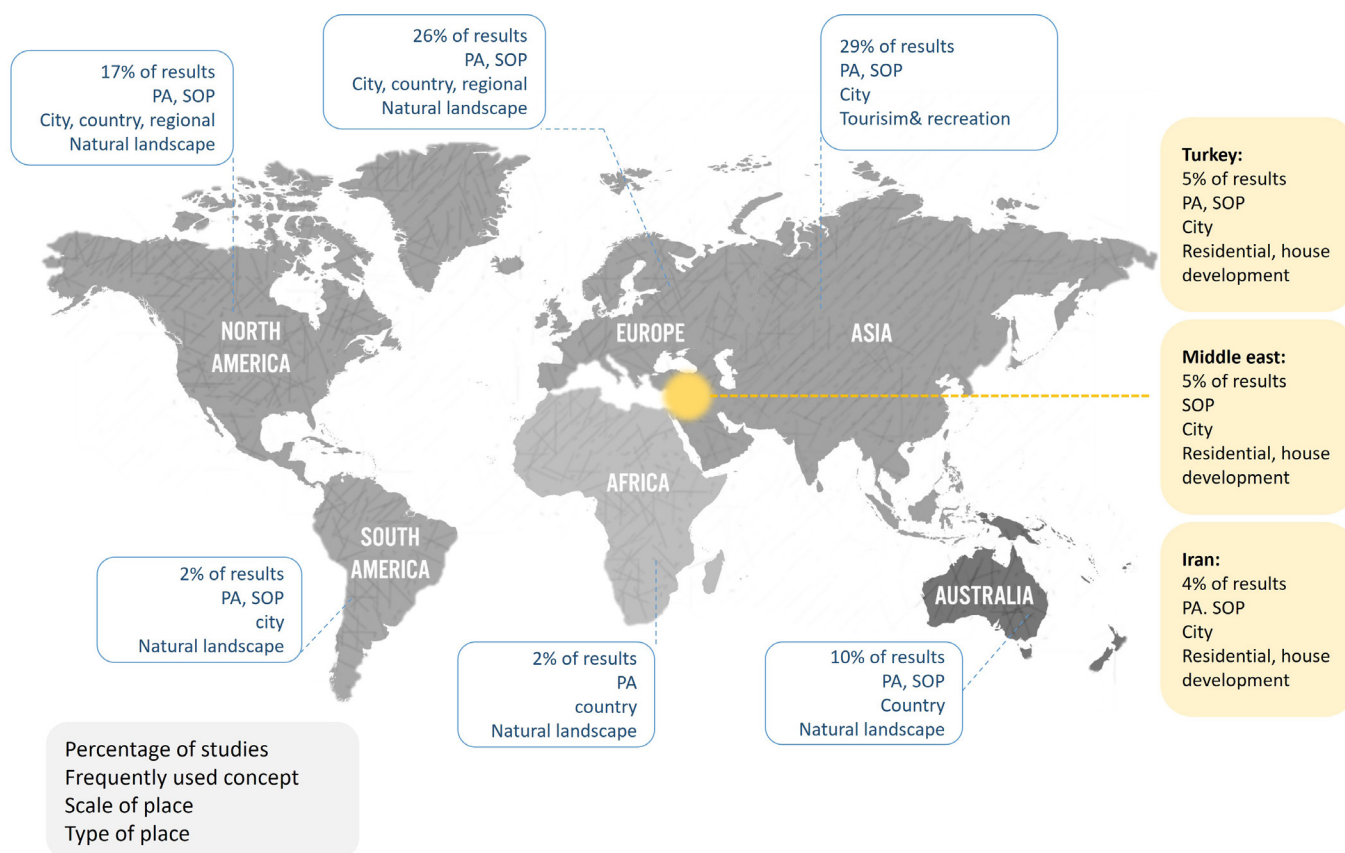 17% of results
PA, SOP
City, country, regional
Natural landscape
26% of results
PA, SOP
City, country, regional
Natural landscape
29% of results
PA, SOP
City
Tourisim& recreation
Turkey:
5% of results
PA, SOP
City
Residential, house
development
NORTH
AMERICA
EUROPE
ASIA
Middle east:
5% of results
SOP
City
Residential, house
development
AFRICA
SOUTH
AMERICA
AUSTRALIA
Iran:
4% of results
PA. SOP
City
Residential, house
development
2% of results
PA, SOP
city
Natural landscape
2% of results
PA
country
Natural landscape
10% of results
PA, SOP
Country
Natural landscape
Percentage of studies
Frequently used concept
Scale of place
Type of place